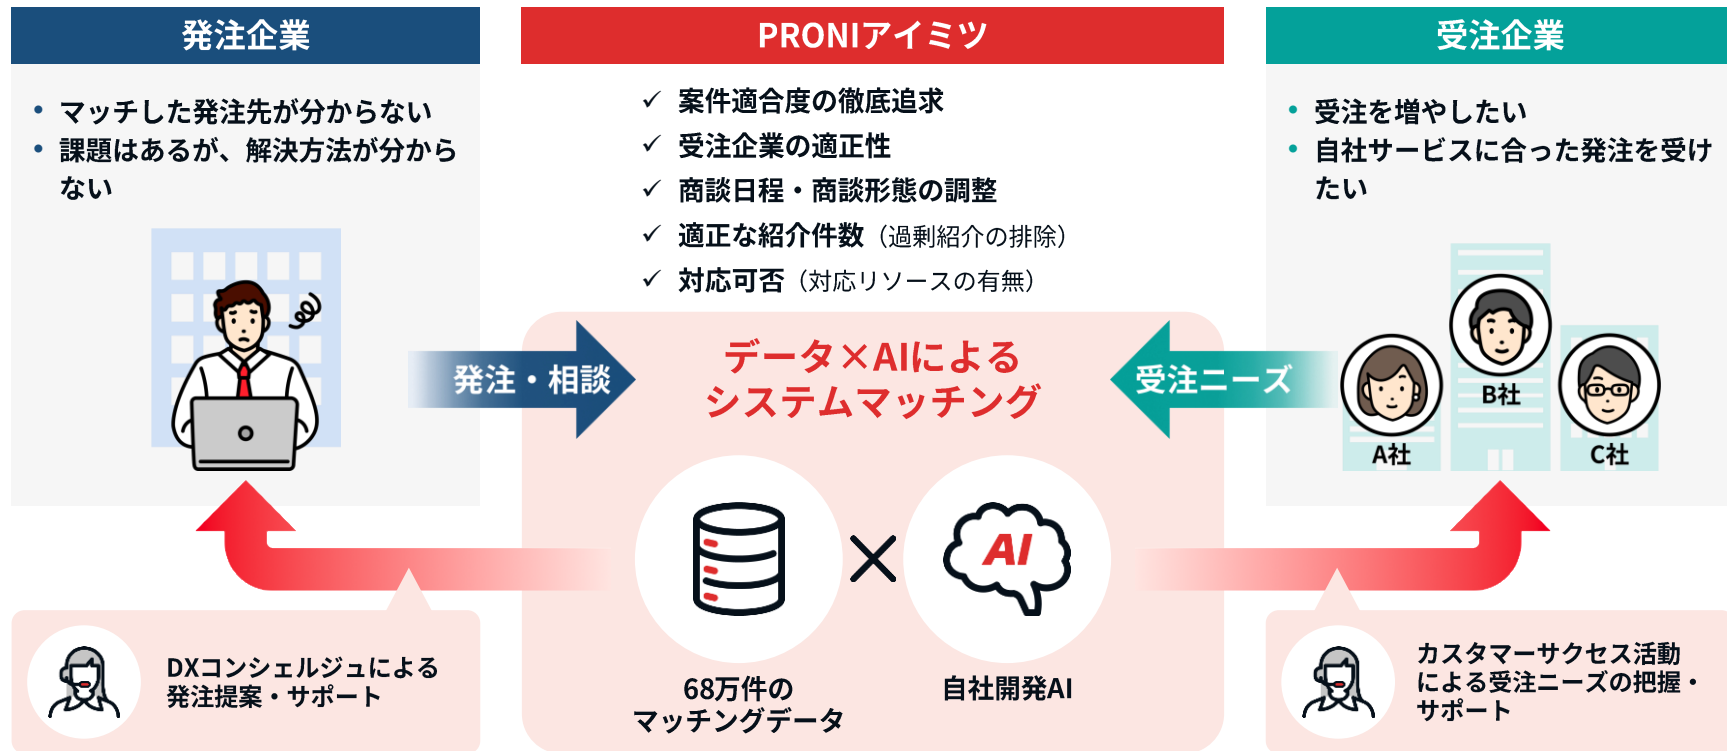 発注企業
・マッチした発注先が分からない
・課題はあるが、解決方法が分から
ない
発注・相談
DXコンシェルジュによる
発注提案・サポート
PRONIアイミツ
✓ 案件適合度の徹底追求
✓ 受注企業の適正性
✓ 商談日程・商談形態の調整
✓ 適正な紹介件数（過剰紹介の排除）
✓ 対応可否（対応リソースの有無）
データ×AIによる
システムマッチング
×
AI
68万件の
マッチングデータ
自社開発AI
受注企業
・受注を増やしたい
・自社サービスに合った発注を受け
たい
受注ニーズ
A社
B社
C社
カスタマーサクセス活動
による受注ニーズの把握・
サポート